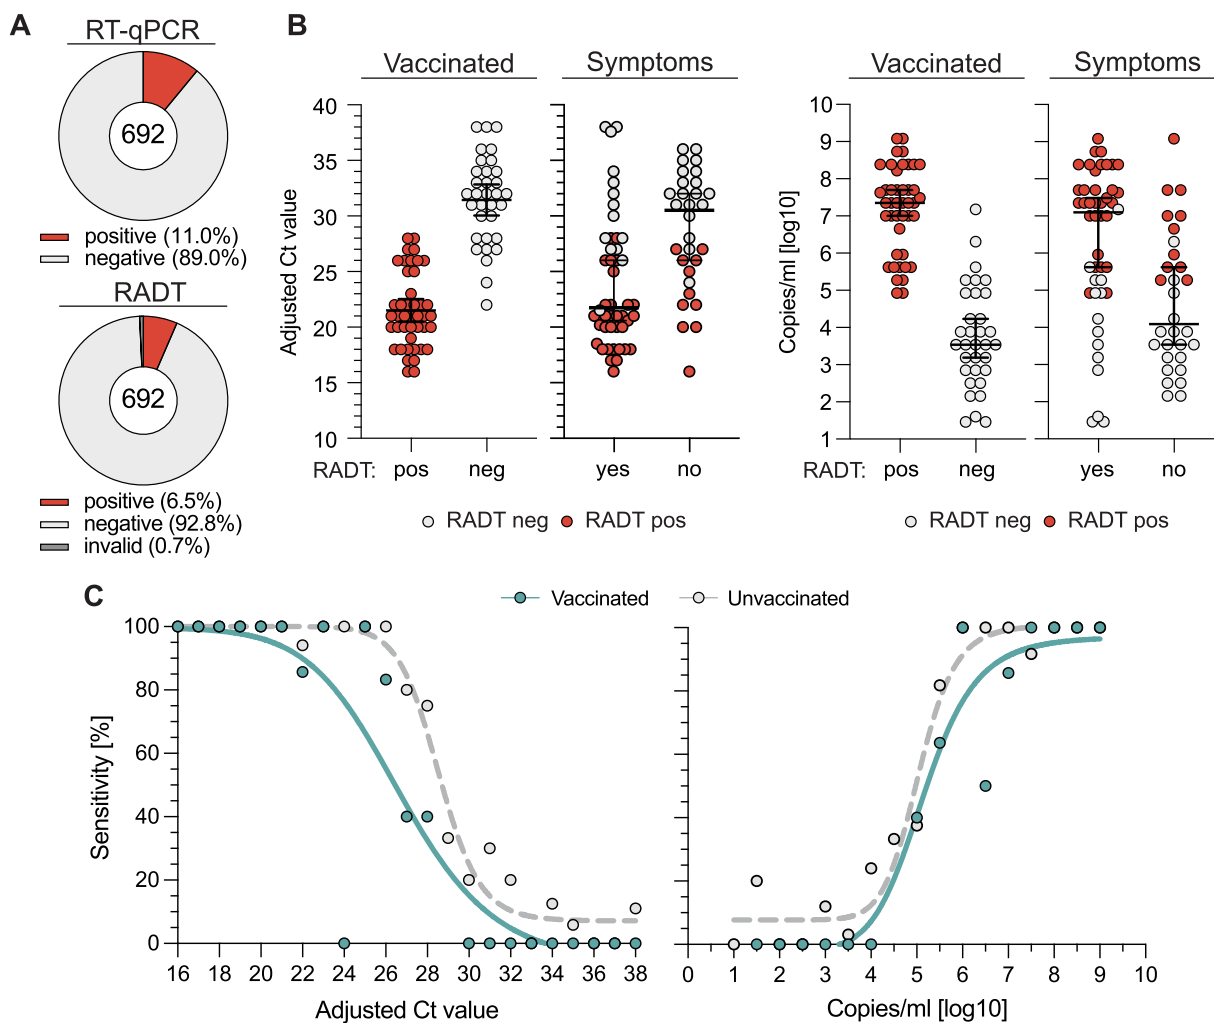 A
RT-qPCR
692
positive (11.0%)
negative (89.0%)
RADT
692
positive (6.5%)
negative (92.8%)
invalid (0.7%)
B
Vaccinated
Symptoms
Adjusted Ct value
40
35
30
25
20
15
10
RADT:
pos
neg
yes
no
RADT neg
RADT pos
Vaccinated
Symptoms
Copies/ml [log10]
10
9
8
7
6
5
4
3
2
1
RADT:
pos
neg
yes
no
RADT neg
RADT pos
C
Vaccinated
Unvaccinated
Sensitivity [%]
100
80
60
40
20
0
16 18 20 22 24 26 28 30 32 34 36 38
Adjusted Ct value
0 1 2 3 4 5 6 7 8 9 10
Copies/ml [log10]